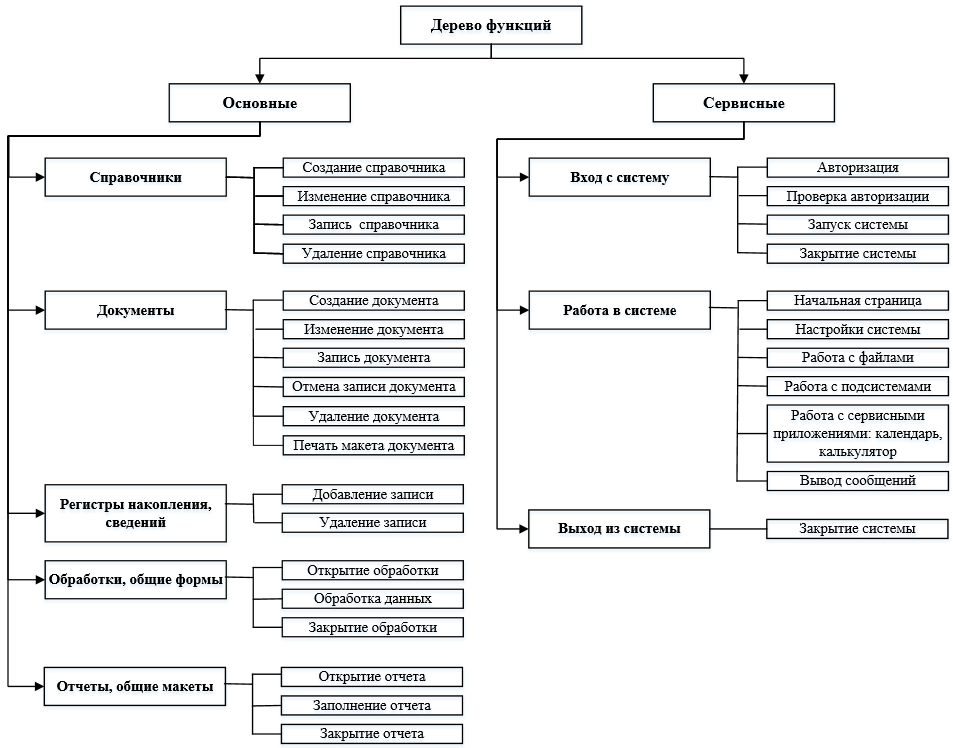 Дерево функций
Основные
Справочники
Создание справочника
Изменение справочника
Запись справочника
Удаление справочника
Документы
Создание документа
Изменение документа
Запись документа
Отмена записи документа
Удаление документа
Печать макета документа
Регистры накопления,
сведений
Добавление записи
Удаление записи
Обработки, общие формы
Открытие обработки
Обработка данных
Закрытие обработки
Отчеты, общие макеты
Открытие отчета
Заполнение отчета
Закрытие отчета
Сервисные
Вход с систему
Авторизация
Проверка авторизации
Запуск системы
Закрытие системы
Работа в системе
Начальная страница
Настройки системы
Работа с файлами
Работа с подсистемами
Работа с сервисными
приложениями: календарь,
калькулятор
Вывод сообщений
Выход из системы
Закрытие системы